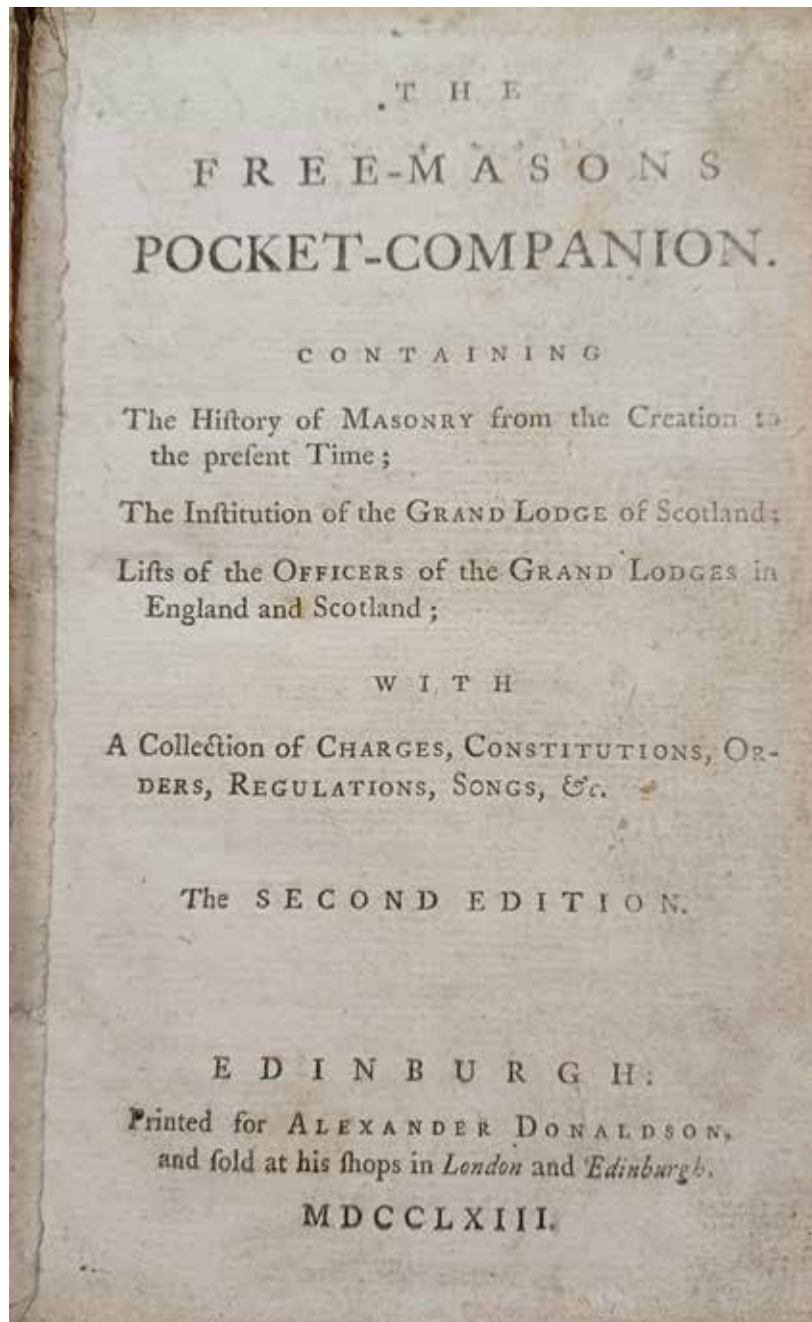 THE
FREE-MASONS
POCKET-COMPANION.
CONTAINING
The Hiſtory of MASONRY from the Creation to
the preſent Time;
The Inſtitution of the GRAND LODGE of Scotland;
Liſts of the OFFICERS of the GRAND LODGES in
England and Scotland;
WITH
A Collection of CHARGES, CONSTITUTIONS, OR-
DERS, REGULATIONS, SONGS, &c.
The SECOND EDITION.
EDINBURGH:
Printed for ALEXANDER DONALDSON,
and ſold at his ſhops in London and Edinburgh.
MDCCLXIII.